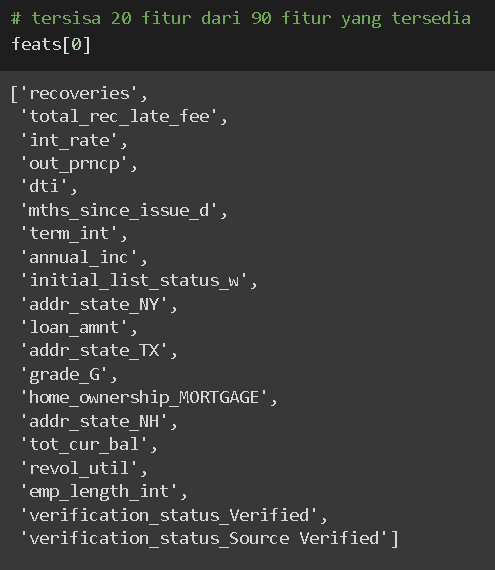 # tersisa 20 fitur dari 90 fitur yang tersedia
feats[0]
['recoveries',
'total_rec_late_fee',
'int_rate',
'out_prncp',
'dti',
'mths_since_issue_d',
'term_int',
'annual_inc',
'initial_list_status_w',
'addr_state_NY',
'loan_amnt',
'addr_state_TX',
'grade_G',
'home_ownership_MORTGAGE',
'addr_state_NH',
'tot_cur_bal',
'revol_util',
'emp_length_int',
'verification_status_Verified',
'verification_status_Source Verified']